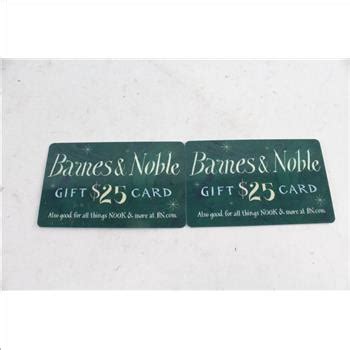 Barnes & Noble
GIFT $25 CARD
Also good for all things NOOK & more at BN.com.
Barnes & Noble
GIFT $25 CARD
Also good for all things NOOK & more at BN.com.